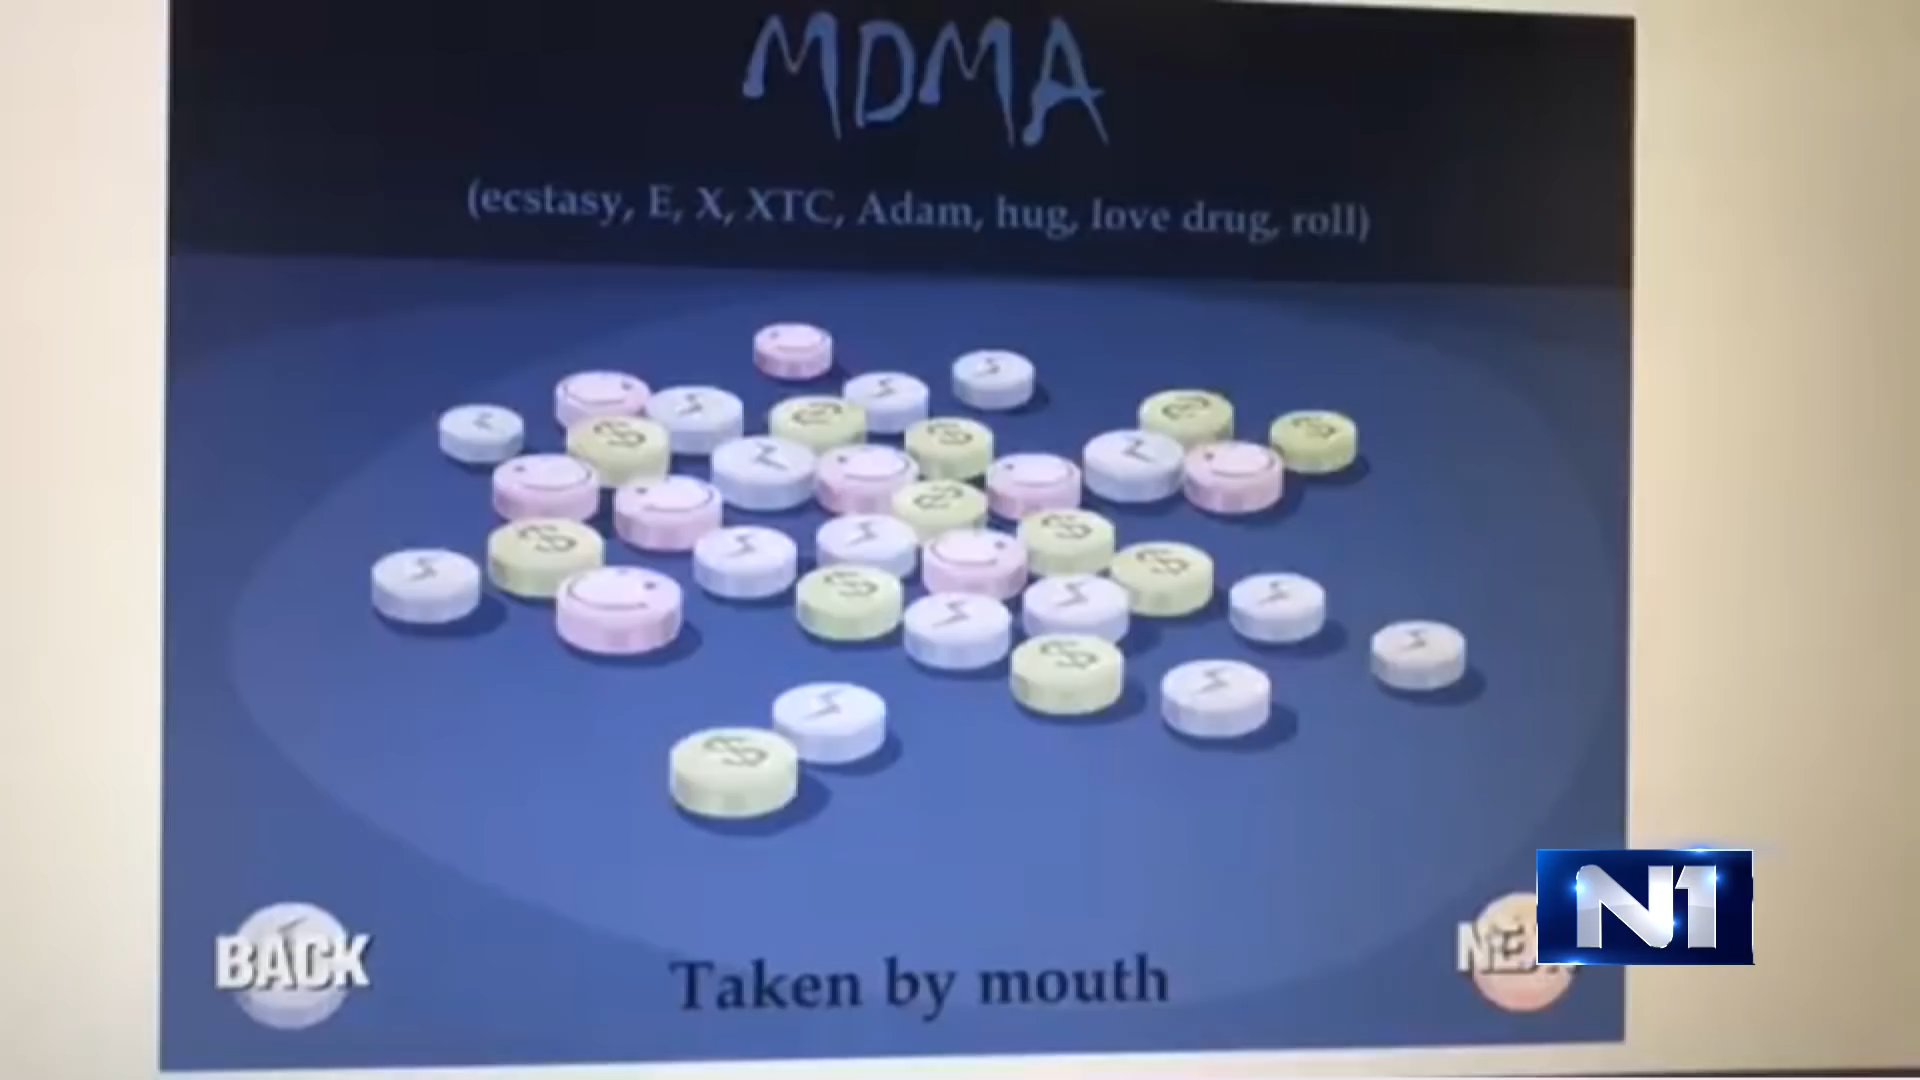 MDMA
(ecstasy, E, X, XTC, Adam, hug, love drug, roll)
BACK
Taken by mouth
N1